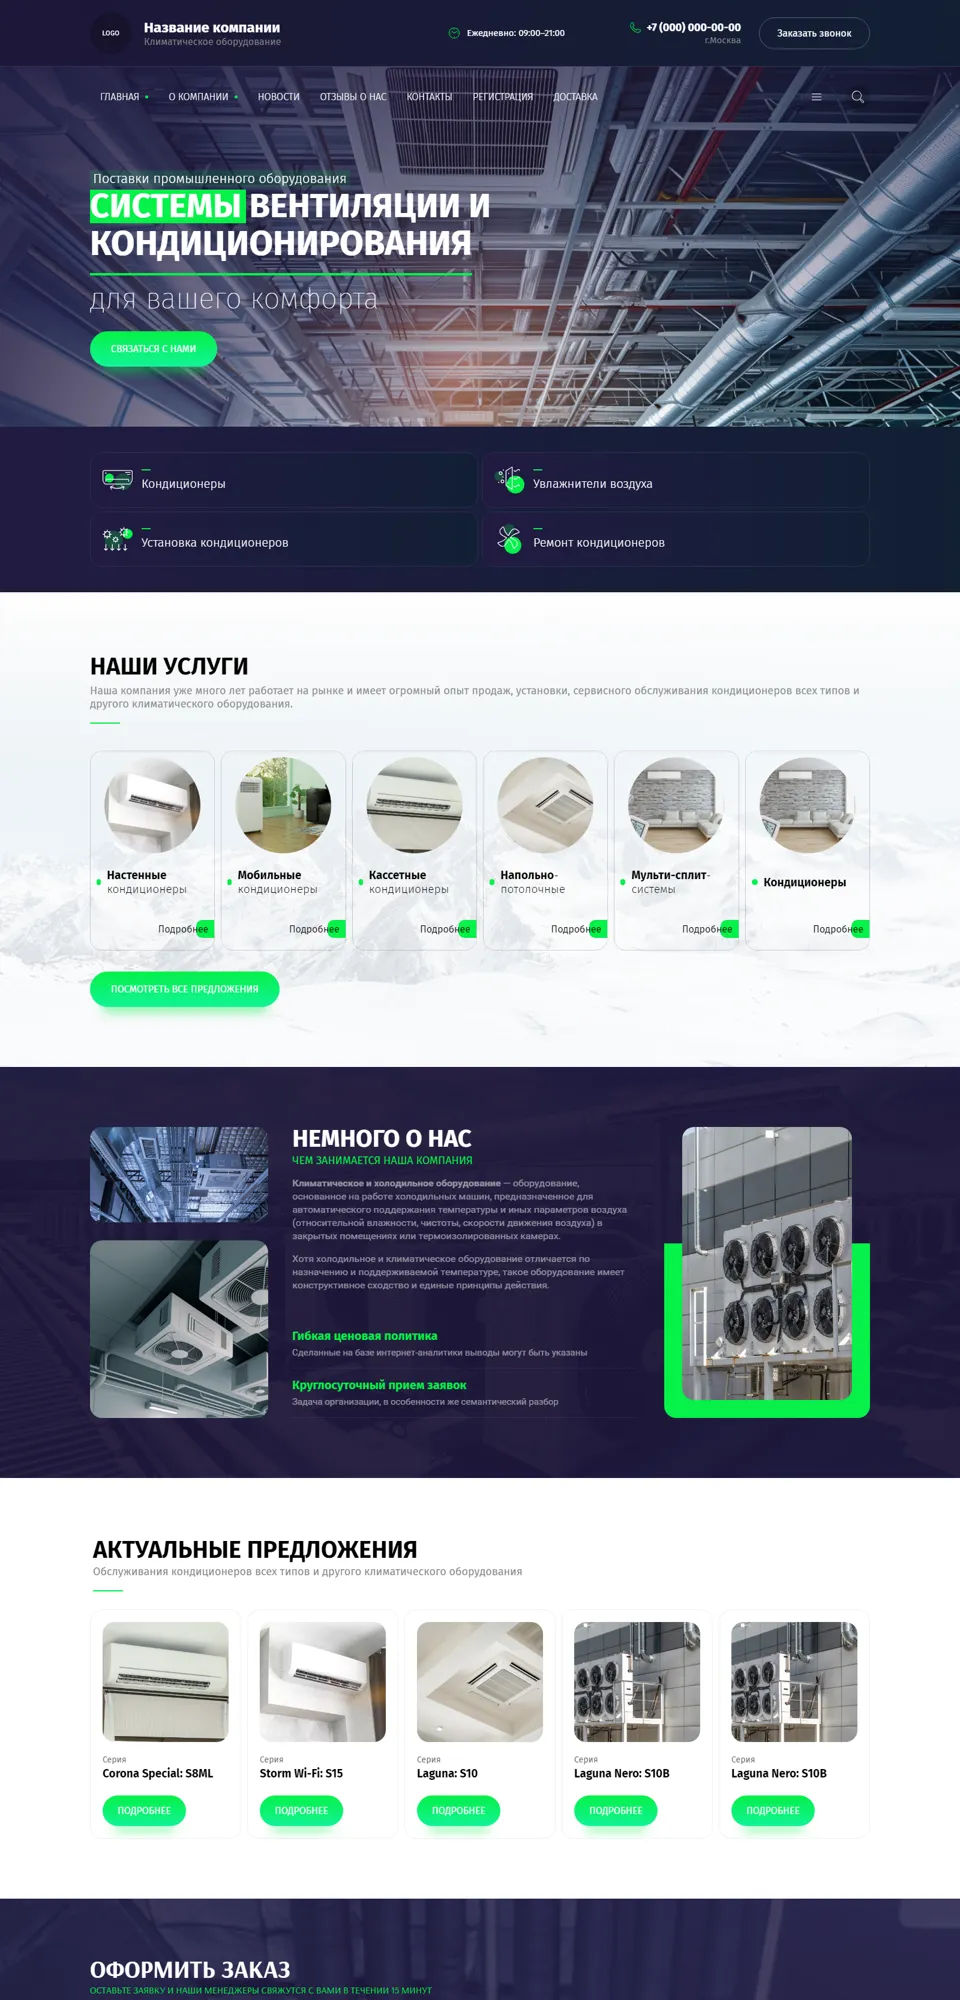 LOGO
Название компании
Климатическое оборудование
Ежедневно: 09:00–21:00
+7 (000) 000-00-00
г.Москва
Заказать звонок
ГЛАВНАЯ
О КОМПАНИИ
НОВОСТИ
ОТЗЫВЫ О НАС
КОНТАКТЫ
РЕГИСТРАЦИЯ
ДОСТАВКА
Поставки промышленного оборудования
СИСТЕМЫ ВЕНТИЛЯЦИИ И
КОНДИЦИОНИРОВАНИЯ
для вашего комфорта
СВЯЗАТЬСЯ С НАМИ
Кондиционеры
Увлажнители воздуха
Установка кондиционеров
Ремонт кондиционеров
НАШИ УСЛУГИ
Наша компания уже много лет работает на рынке и имеет огромный опыт продаж, установки, сервисного обслуживания кондиционеров всех типов и
другого климатического оборудования.
Настенные
кондиционеры
Подробнее
Мобильные
кондиционеры
Подробнее
Кассетные
кондиционеры
Подробнее
Напольно-
потолочные
Подробнее
Мульти-сплит-
системы
Подробнее
Кондиционеры
Подробнее
ПОСМОТРЕТЬ ВСЕ ПРЕДЛОЖЕНИЯ
НЕМНОГО О НАС
ЧЕМ ЗАНИМАЕТСЯ НАША КОМПАНИЯ
Климатическое и холодильное оборудование — оборудование,
основанное на работе холодильных машин, предназначенное для
автоматического поддержания температуры и иных параметров воздуха
(относительной влажности, чистоты, скорости движения воздуха) в
закрытых помещениях или термоизолированных камерах.
Хотя холодильное и климатическое оборудование отличается по
назначению и поддерживаемой температуре, такое оборудование имеет
конструктивное сходство и единые принципы действия.
Гибкая ценовая политика
Сделанные на базе интернет-аналитики выводы могут быть указаны
Круглосуточный прием заявок
Задача организации, в особенности же семантический разбор
АКТУАЛЬНЫЕ ПРЕДЛОЖЕНИЯ
Обслуживания кондиционеров всех типов и другого климатического оборудования
Серия
Corona Special: S8ML
ПОДРОБНЕЕ
Серия
Storm Wi-Fi: S15
ПОДРОБНЕЕ
Серия
Laguna: S10
ПОДРОБНЕЕ
Серия
Laguna Nero: S10B
ПОДРОБНЕЕ
Серия
Laguna Nero: S10B
ПОДРОБНЕЕ
ОФОРМИТЬ ЗАКАЗ
ОСТАВЬТЕ ЗАЯВКУ И НАШИ МЕНЕДЖЕРЫ СВЯЖУТСЯ С ВАМИ В ТЕЧЕНИИ 15 МИНУТ